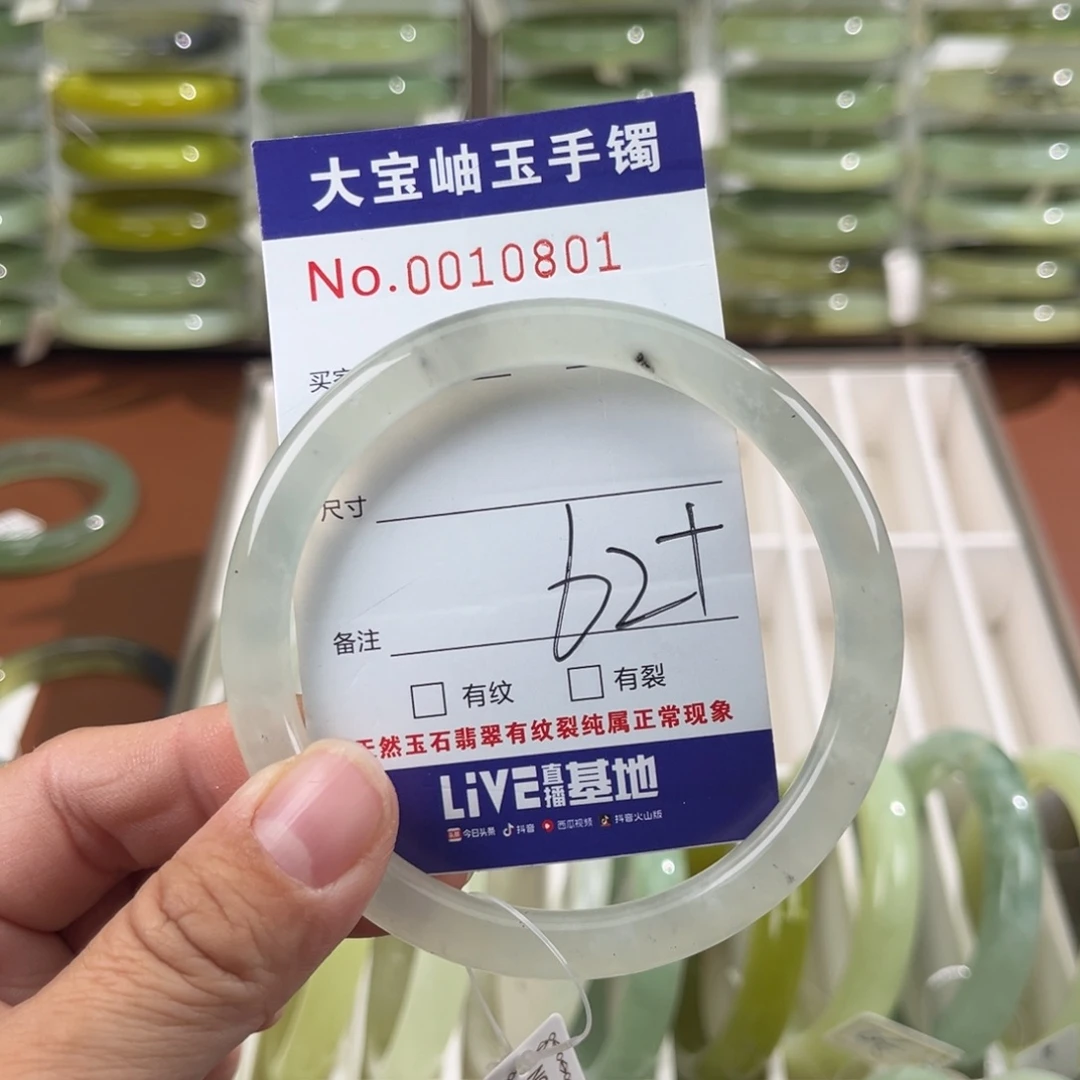 大宝岫玉手镯
No.0010801
买
尺寸
62+
备注
有纹 有裂
天然玉石翡翠有纹裂纯属正常现象
LiVE直播基地
今日头条 抖音 西瓜视频 抖音火山版